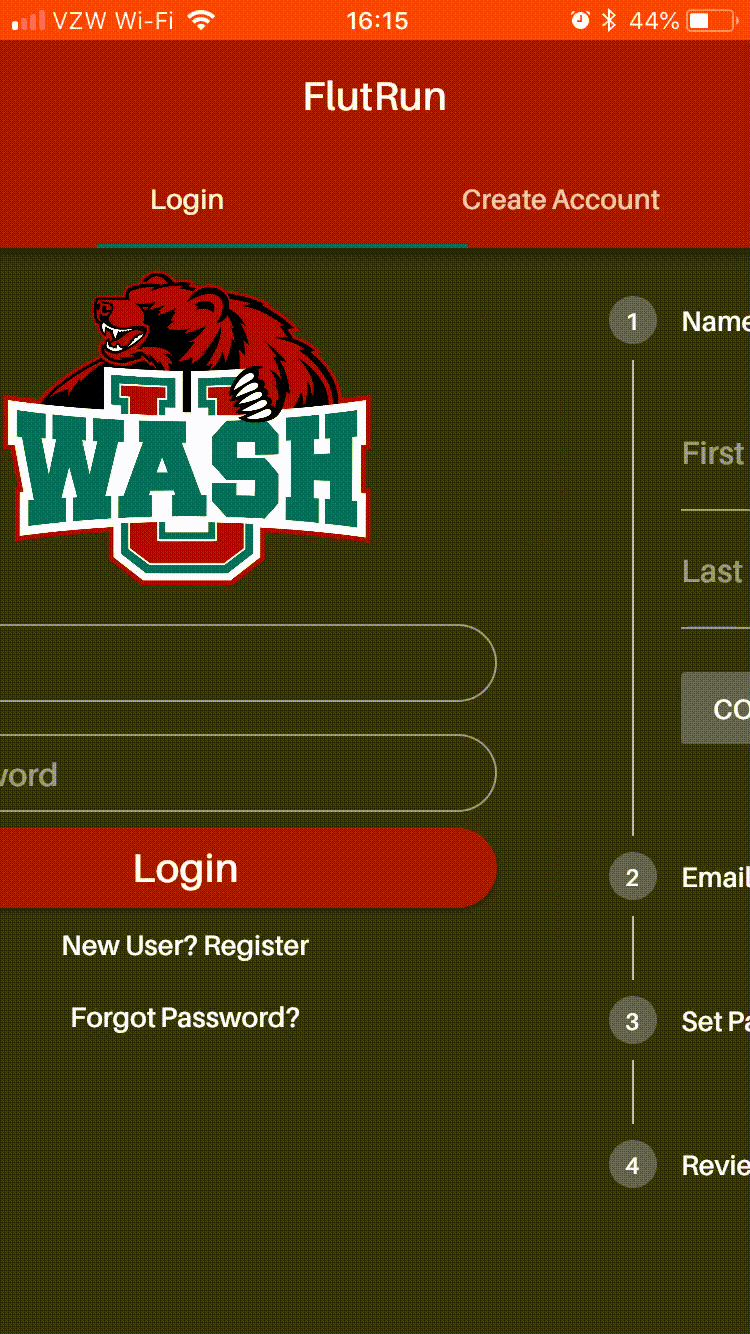 VZW Wi-Fi 16:15 44%
FlutRun
Login Create Account
WASH
U
1 Name
First
Last
CO
word
Login
New User? Register
Forgot Password?
2 Email
3 Set Pa
4 Revie